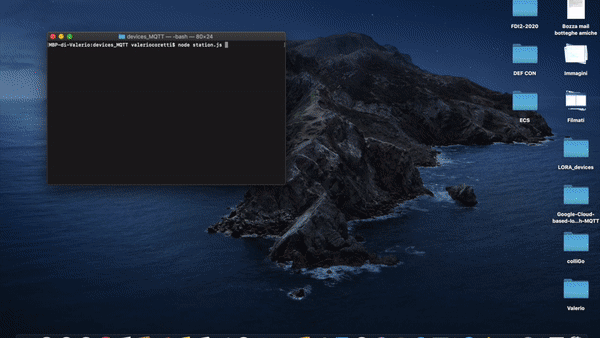 devices_MQTT — -bash — 80×24
MBP-di-Valerio:devices_MQTT valeriocoretti$ node station.js
FDI2-2020
Bozza mail
botteghe amiche
DEF CON
Immagini
ECS
Filmati
LORA_devices
Google-Cloud-
based-Io...h-MQTT
colliGo
Valerio